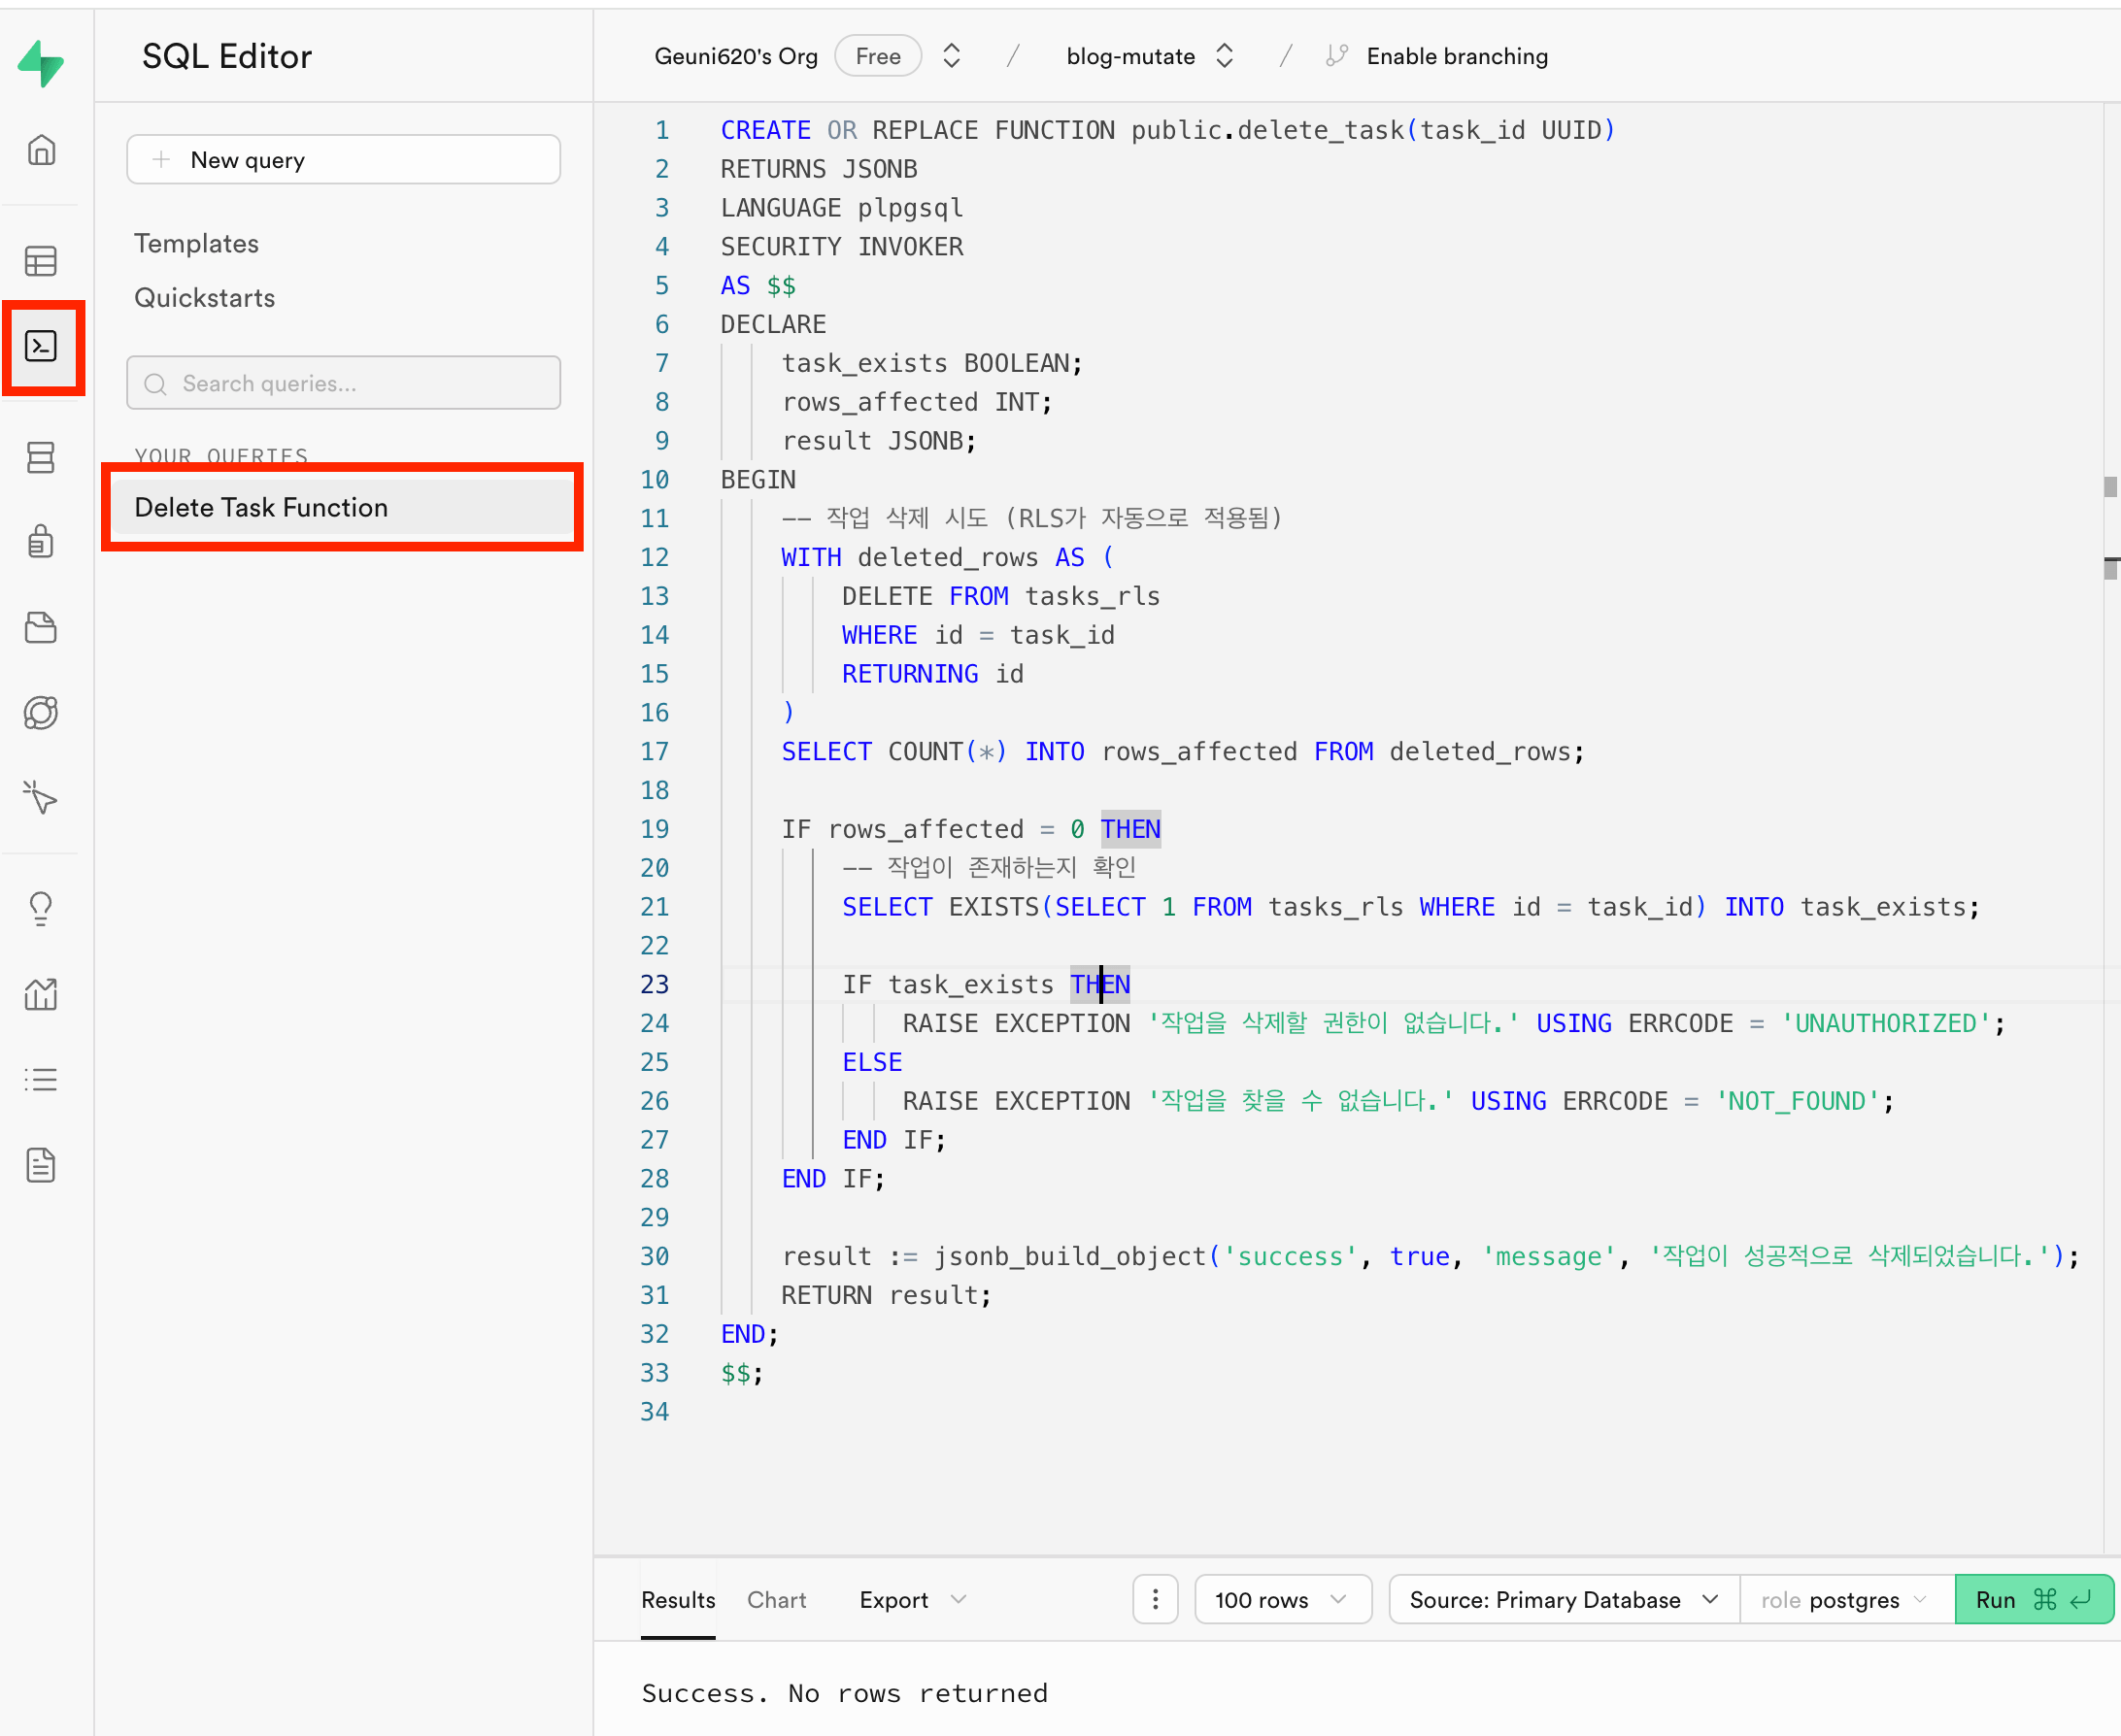 SQL Editor
Geuni620's Org Free / blog-mutate / Enable branching
New query
Templates
Quickstarts
Search queries...
YOUR QUERIES
Delete Task Function
1 CREATE OR REPLACE FUNCTION public.delete_task(task_id UUID)
2 RETURNS JSONB
3 LANGUAGE plpgsql
4 SECURITY INVOKER
5 AS $$
6 DECLARE
7     task_exists BOOLEAN;
8     rows_affected INT;
9     result JSONB;
10 BEGIN
11     -- 작업 삭제 시도 (RLS가 자동으로 적용됨)
12     WITH deleted_rows AS (
13         DELETE FROM tasks_rls
14         WHERE id = task_id
15         RETURNING id
16     )
17     SELECT COUNT(*) INTO rows_affected FROM deleted_rows;
18
19     IF rows_affected = 0 THEN
20         -- 작업이 존재하는지 확인
21         SELECT EXISTS(SELECT 1 FROM tasks_rls WHERE id = task_id) INTO task_exists;
22
23         IF task_exists THEN
24             RAISE EXCEPTION '작업을 삭제할 권한이 없습니다.' USING ERRCODE = 'UNAUTHORIZED';
25         ELSE
26             RAISE EXCEPTION '작업을 찾을 수 없습니다.' USING ERRCODE = 'NOT_FOUND';
27         END IF;
28     END IF;
29
30     result := jsonb_build_object('success', true, 'message', '작업이 성공적으로 삭제되었습니다.');
31     RETURN result;
32 END;
33 $$;
34
Results Chart Export 100 rows Source: Primary Database role postgres Run ⌘ ↵
Success. No rows returned